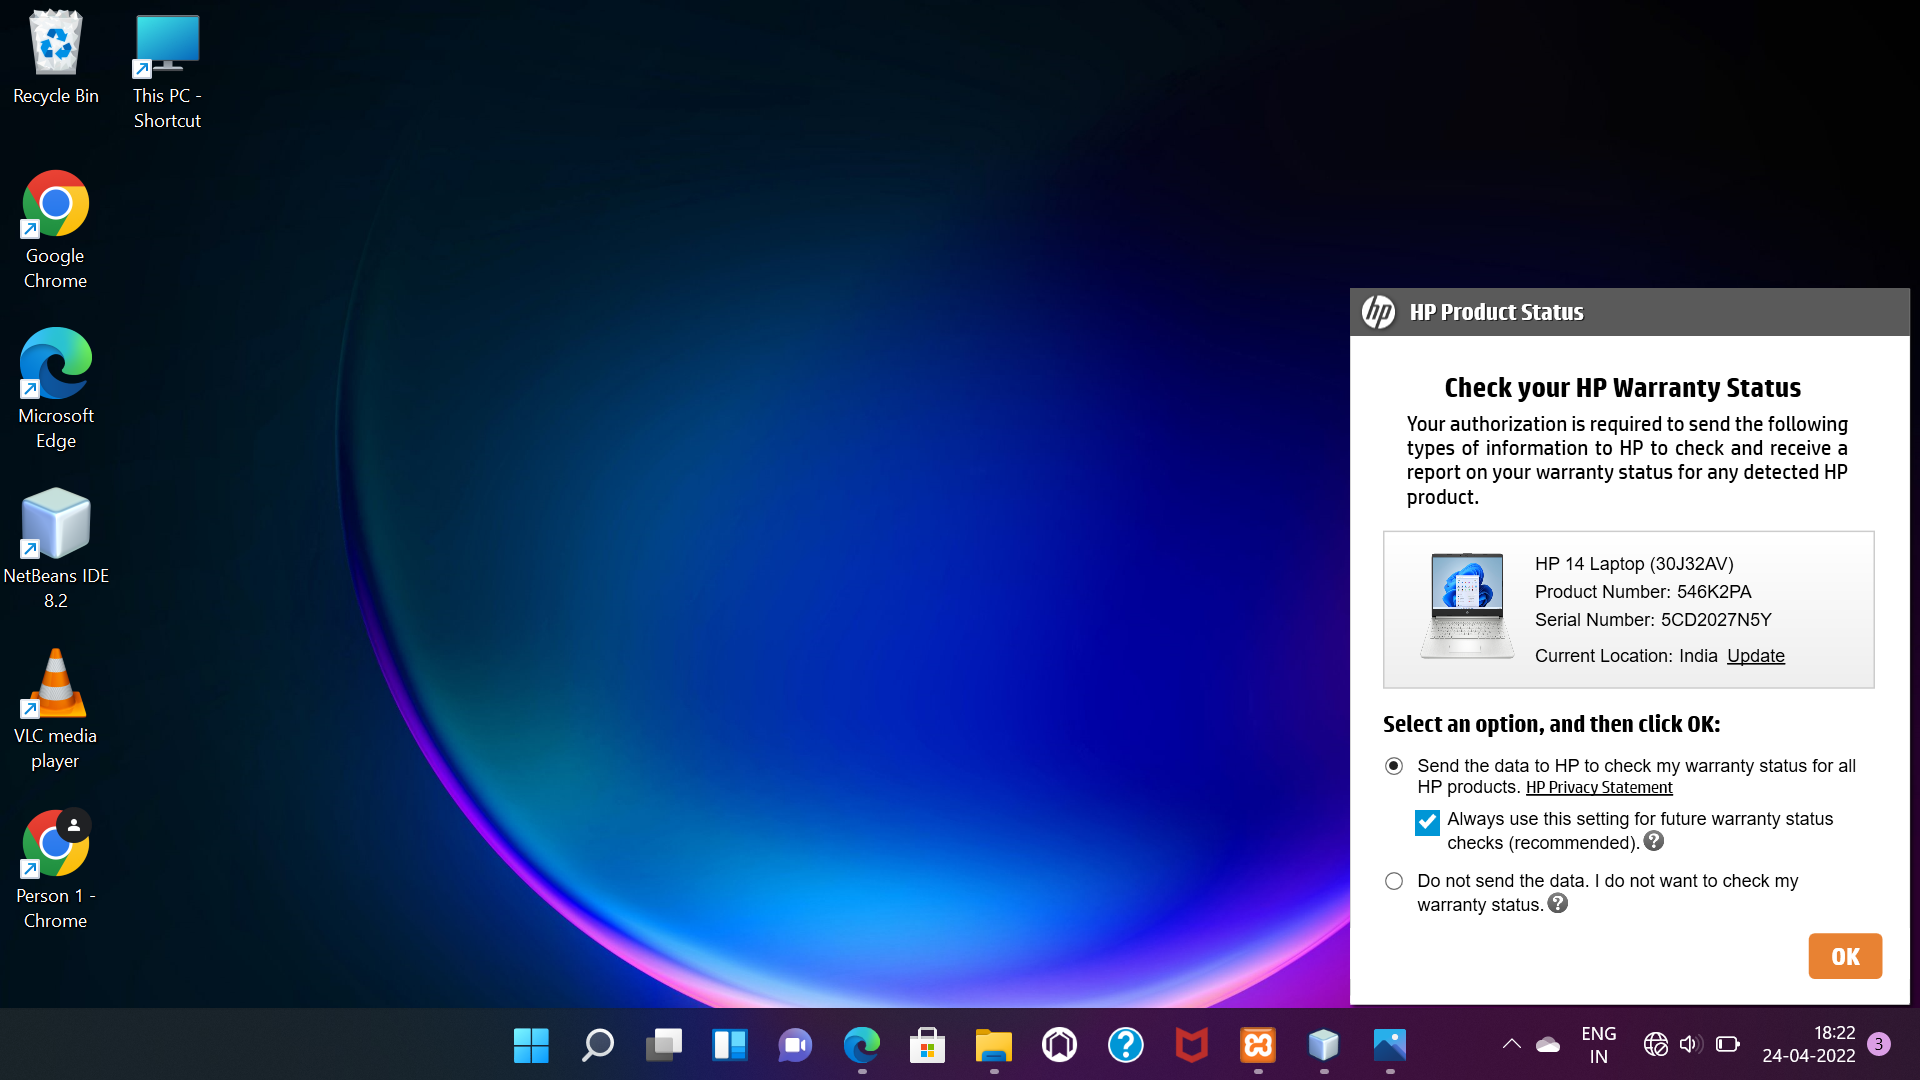 Recycle Bin
This PC -
Shortcut
Google
Chrome
Microsoft
Edge
NetBeans IDE
8.2
VLC media
player
Person 1 -
Chrome
hp
HP Product Status
Check your HP Warranty Status
Your authorization is required to send the following
types of information to HP to check and receive a
report on your warranty status for any detected HP
product.
HP 14 Laptop (30J32AV)
Product Number: 546K2PA
Serial Number: 5CD2027N5Y
Current Location: India Update
Select an option, and then click OK:
Send the data to HP to check my warranty status for all
HP products. HP Privacy Statement
Always use this setting for future warranty status
checks (recommended). ?
Do not send the data. I do not want to check my
warranty status. ?
OK
ENG
IN
18:22
24-04-2022
3